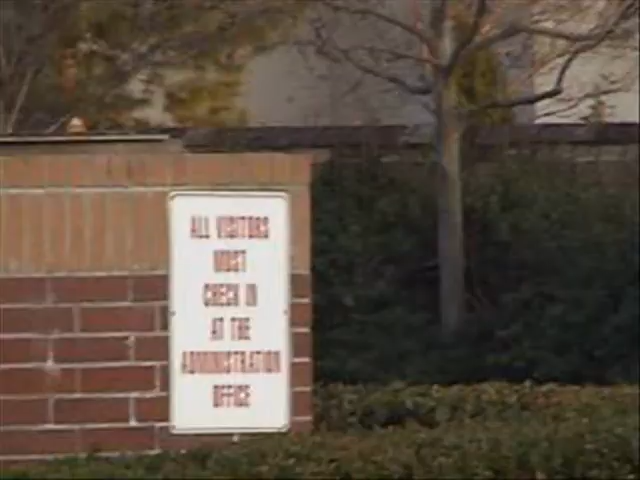 ALL VISITORS
MUST
CHECK IN
AT THE
ADMINISTRATION
OFFICE